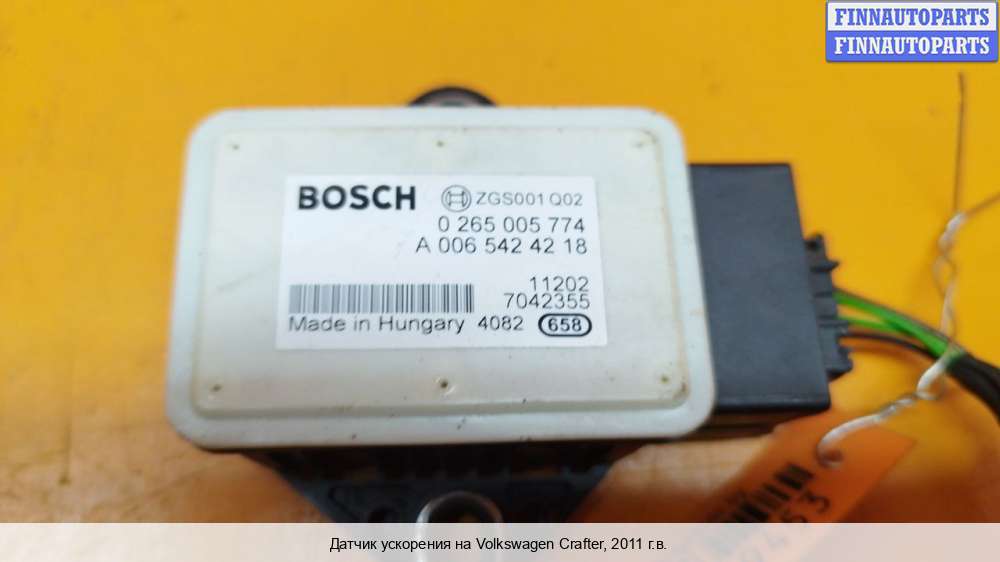 FINNAUTOPARTS
FINNAUTOPARTS
BOSCH ZGS001 Q02
0 265 005 774
A 006 542 42 18
11202
7042355
Made in Hungary 4082 658
Датчик ускорения на Volkswagen Crafter, 2011 г.в.